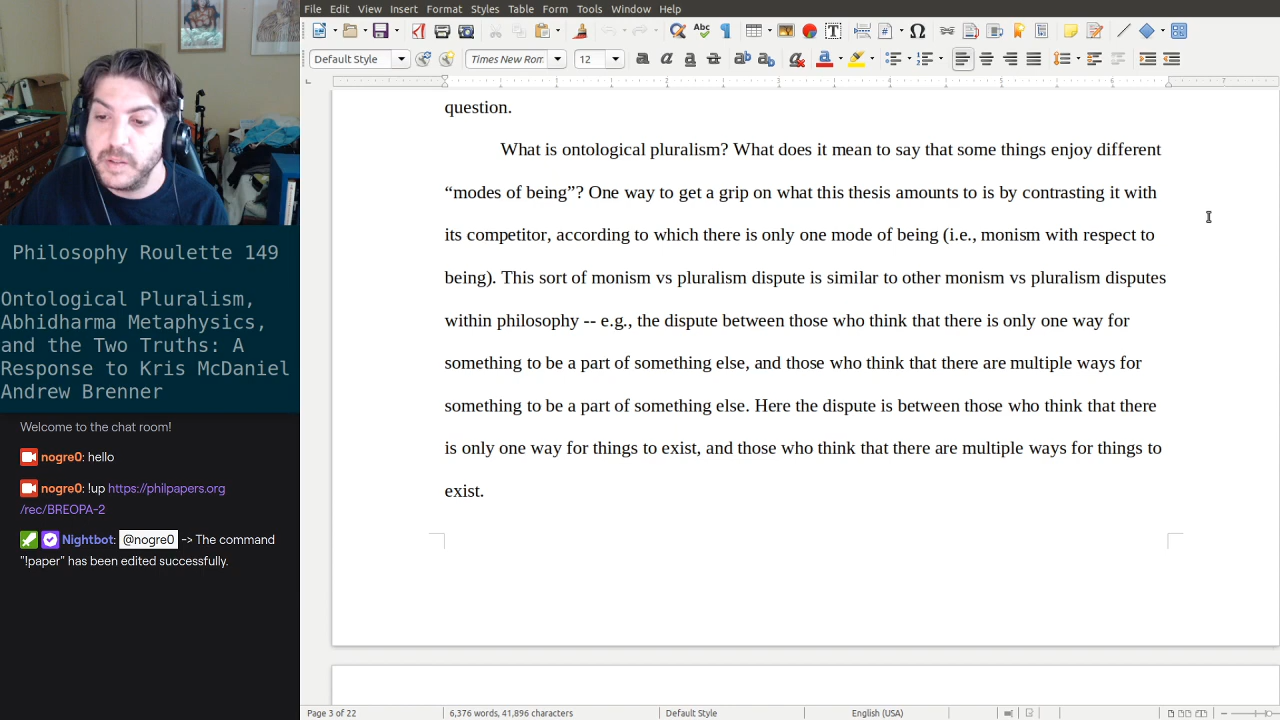 File Edit View Insert Format Styles Table Form Tools Window Help
Default Style
Times New Rom
12
1 2 3 4 5 6 7
question.
What is ontological pluralism? What does it mean to say that some things enjoy different
“modes of being”? One way to get a grip on what this thesis amounts to is by contrasting it with
its competitor, according to which there is only one mode of being (i.e., monism with respect to
being). This sort of monism vs pluralism dispute is similar to other monism vs pluralism disputes
within philosophy -- e.g., the dispute between those who think that there is only one way for
something to be a part of something else, and those who think that there are multiple ways for
something to be a part of something else. Here the dispute is between those who think that there
is only one way for things to exist, and those who think that there are multiple ways for things to
exist.
Philosophy Roulette 149
Ontological Pluralism,
Abhidharma Metaphysics,
and the Two Truths: A
Response to Kris McDaniel
Andrew Brenner
Welcome to the chat room!
nogre0: hello
nogre0: !up https://philpapers.org
/rec/BREOPA-2
Nightbot: @nogre0 -> The command
"!paper" has been edited successfully.
Page 3 of 22
6,376 words, 41,896 characters
Default Style
English (USA)